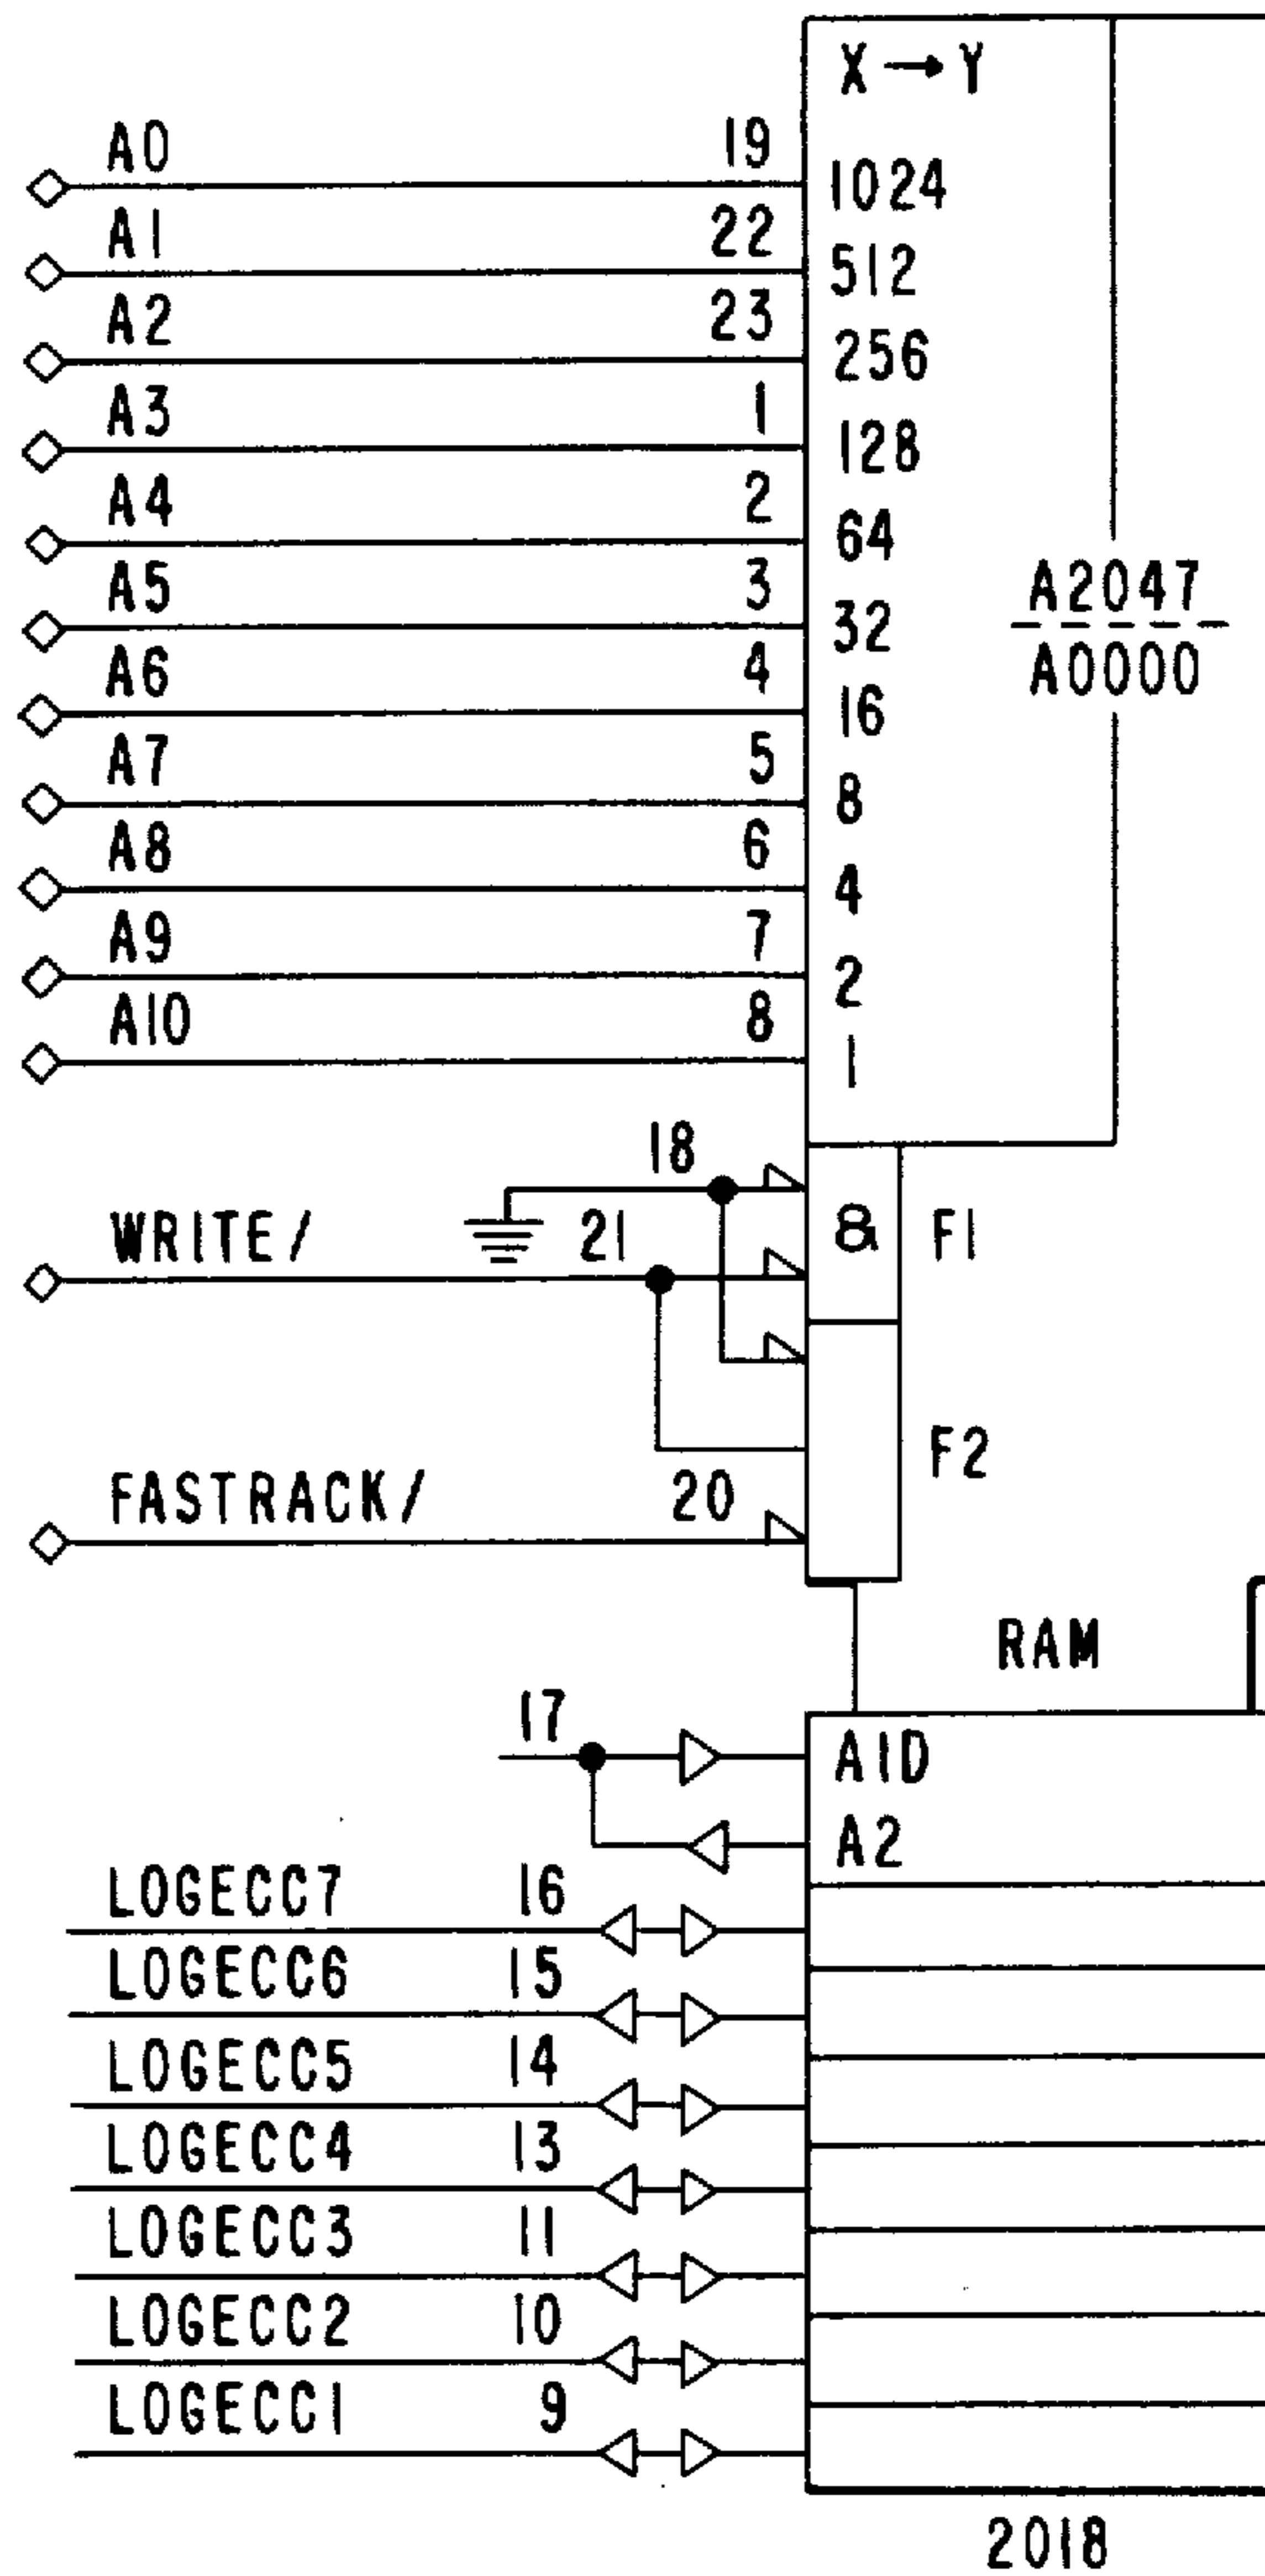 X → Y
A0 19 1024
A1 22 512
A2 23 256
A3 1 128
A4 2 64
A5 3 32
A2047
A0000
A6 4 16
A7 5 8
A8 6 4
A9 7 2
A10 8 1
18
WRITE/ 21 & F1
F2
FASTRACK/ 20
RAM
17 A1D
A2
LOGECC7 16
LOGECC6 15
LOGECC5 14
LOGECC4 13
LOGECC3 11
LOGECC2 10
LOGECC1 9
2018